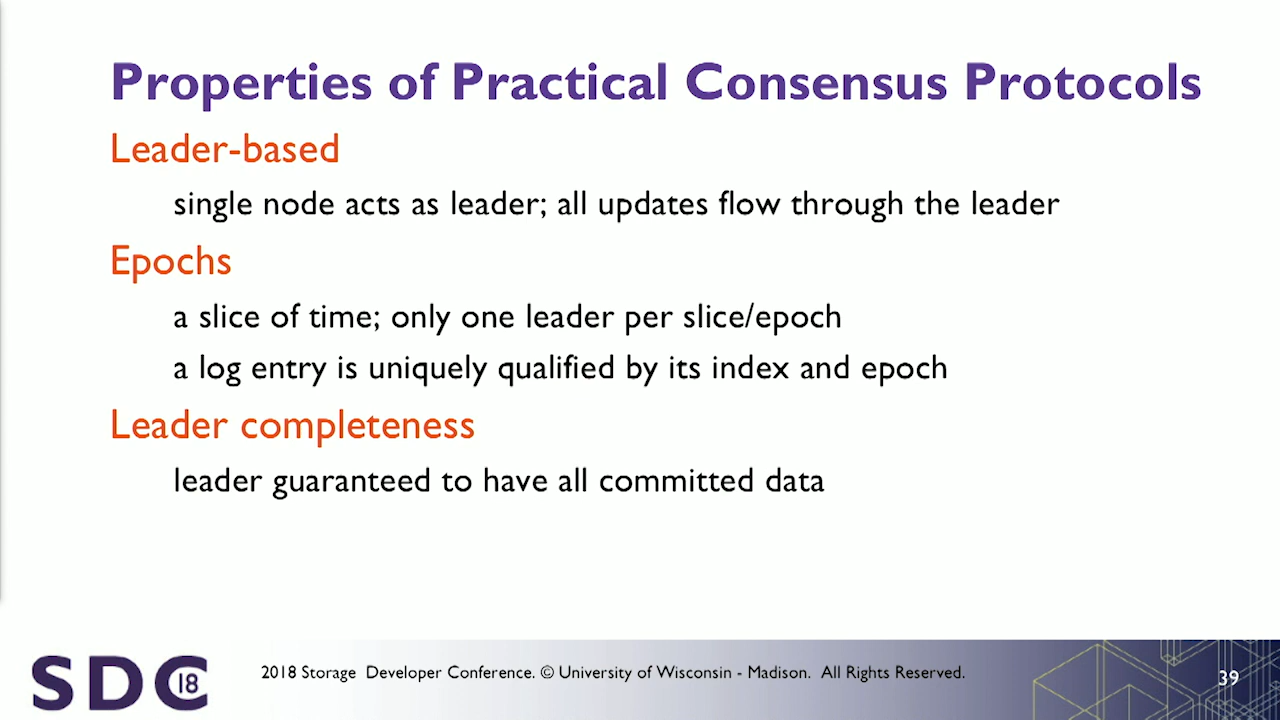 Properties of Practical Consensus Protocols
Leader-based
single node acts as leader; all updates flow through the leader
Epochs
a slice of time; only one leader per slice/epoch
a log entry is uniquely qualified by its index and epoch
Leader completeness
leader guaranteed to have all committed data
SDC 18
2018 Storage Developer Conference. © University of Wisconsin - Madison. All Rights Reserved.
39